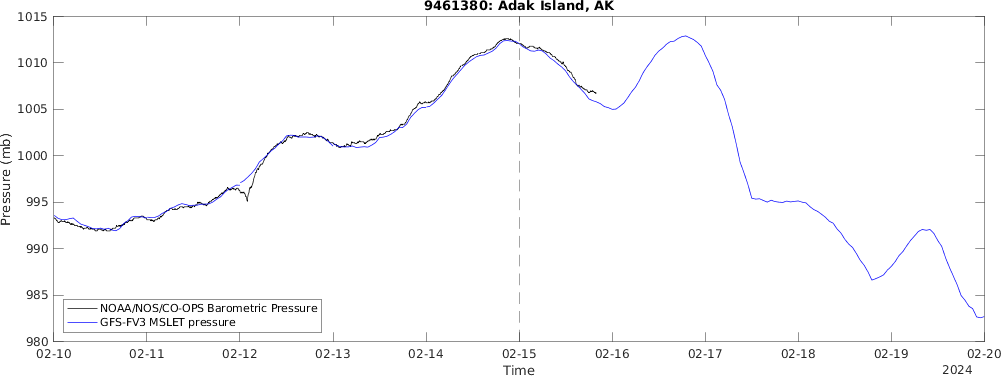 9461380: Adak Island, AK
1015
1010
1005
1000
995
990
985
980
Pressure (mb)
NOAA/NOS/CO-OPS Barometric Pressure
GFS-FV3 MSLET pressure
02-10 02-11 02-12 02-13 02-14 02-15 02-16 02-17 02-18 02-19 02-20
Time
2024